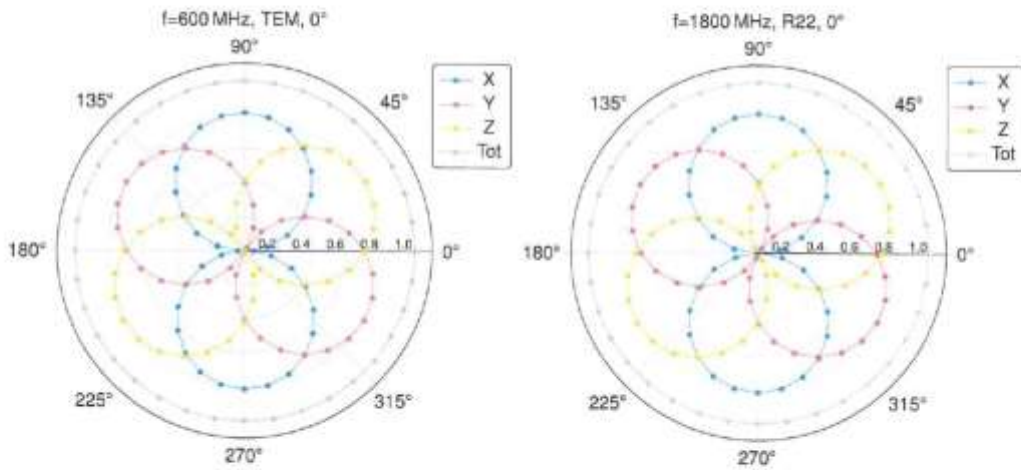 f=600 MHz, TEM, 0°
90°
135°
45°
180°
0°
225°
315°
270°
0.2 0.4 0.6 0.8 1.0
X
Y
Z
Tot
f=1800 MHz, R22, 0°
90°
135°
45°
180°
0°
225°
315°
270°
0.2 0.4 0.6 0.8 1.0
X
Y
Z
Tot